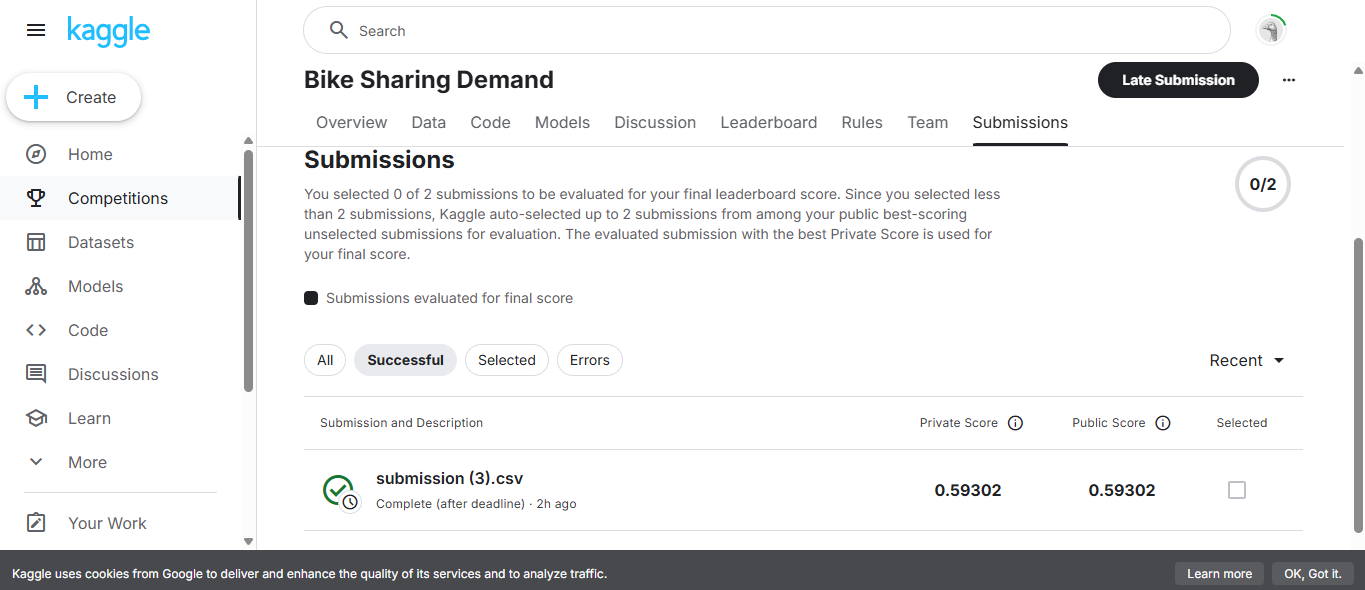 kaggle
Search
Create
Home
Competitions
Datasets
Models
Code
Discussions
Learn
More
Your Work
Bike Sharing Demand
Late Submission
Overview Data Code Models Discussion Leaderboard Rules Team Submissions
Submissions
You selected 0 of 2 submissions to be evaluated for your final leaderboard score. Since you selected less
than 2 submissions, Kaggle auto-selected up to 2 submissions from among your public best-scoring
unselected submissions for evaluation. The evaluated submission with the best Private Score is used for
your final score.
0/2
Submissions evaluated for final score
All Successful Selected Errors Recent
Submission and Description Private Score Public Score Selected
submission (3).csv
Complete (after deadline) · 2h ago
0.59302 0.59302
Kaggle uses cookies from Google to deliver and enhance the quality of its services and to analyze traffic.
Learn more OK, Got it.